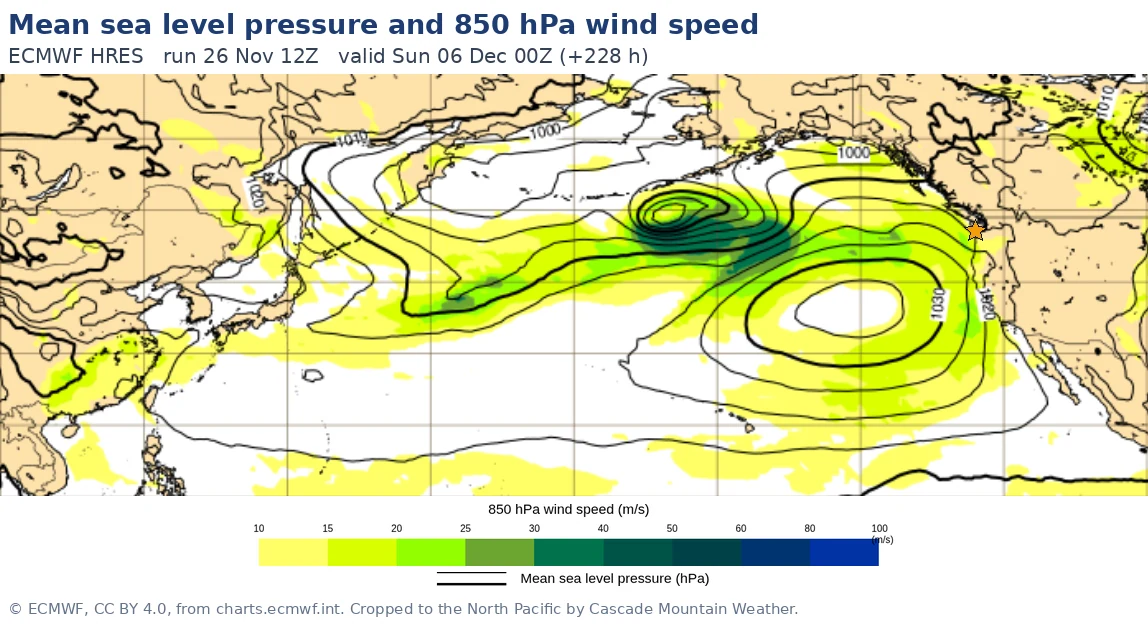 Mean sea level pressure and 850 hPa wind speed
ECMWF HRES run 26 Nov 12Z valid Sun 06 Dec 00Z (+228 h)
1010
1000
1000
1010
1020
1030
1020
850 hPa wind speed (m/s)
10 15 20 25 30 40 50 60 80 100
(m/s)
Mean sea level pressure (hPa)
© ECMWF, CC BY 4.0, from charts.ecmwf.int. Cropped to the North Pacific by Cascade Mountain Weather.